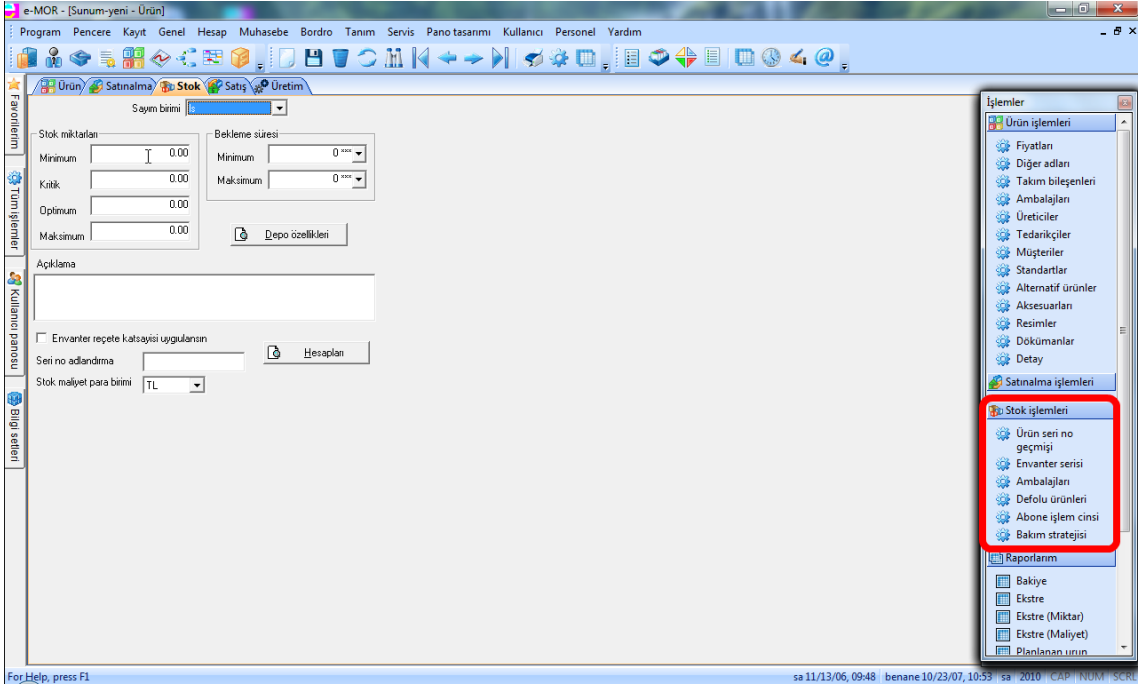 e-MOR - [Sunum-yeni - Ürün]
Program Pencere Kayıt Genel Hesap Muhasebe Bordro Tanım Servis Pano tasarımı Kullanıcı Personel Yardım
Favorilerim
Tüm işlemler
Kullanıcı panosu
Bilgi setleri
Ürün Satınalma Stok Satış Üretim
Sayım birimi
Stok miktarları
Minimum 0.00
Kritik 0.00
Optimum 0.00
Maksimum 0.00
Bekleme süresi
Minimum 0 ***
Maksimum 0 ***
Depo özellikleri
Açıklama
Envanter reçete katsayisi uygulansın
Seri no adlandırma
Hesapları
Stok maliyet para birimi TL
İşlemler
Ürün işlemleri
Fiyatları
Diğer adları
Takım bileşenleri
Ambalajları
Üreticiler
Tedarikçiler
Müşteriler
Standartlar
Alternatif ürünler
Aksesuarları
Resimler
Dökümanlar
Detay
Satınalma işlemleri
Stok işlemleri
Ürün seri no
geçmişi
Envanter serisi
Ambalajları
Defolu ürünleri
Abone işlem cinsi
Bakım stratejisi
Raporlarım
Bakiye
Ekstre
Ekstre (Miktar)
Ekstre (Maliyet)
Planlanan urun
For Help, press F1
sa 11/13/06, 09:48 benane 10/23/07, 10:53 sa 2010 CAP NUM SCRL